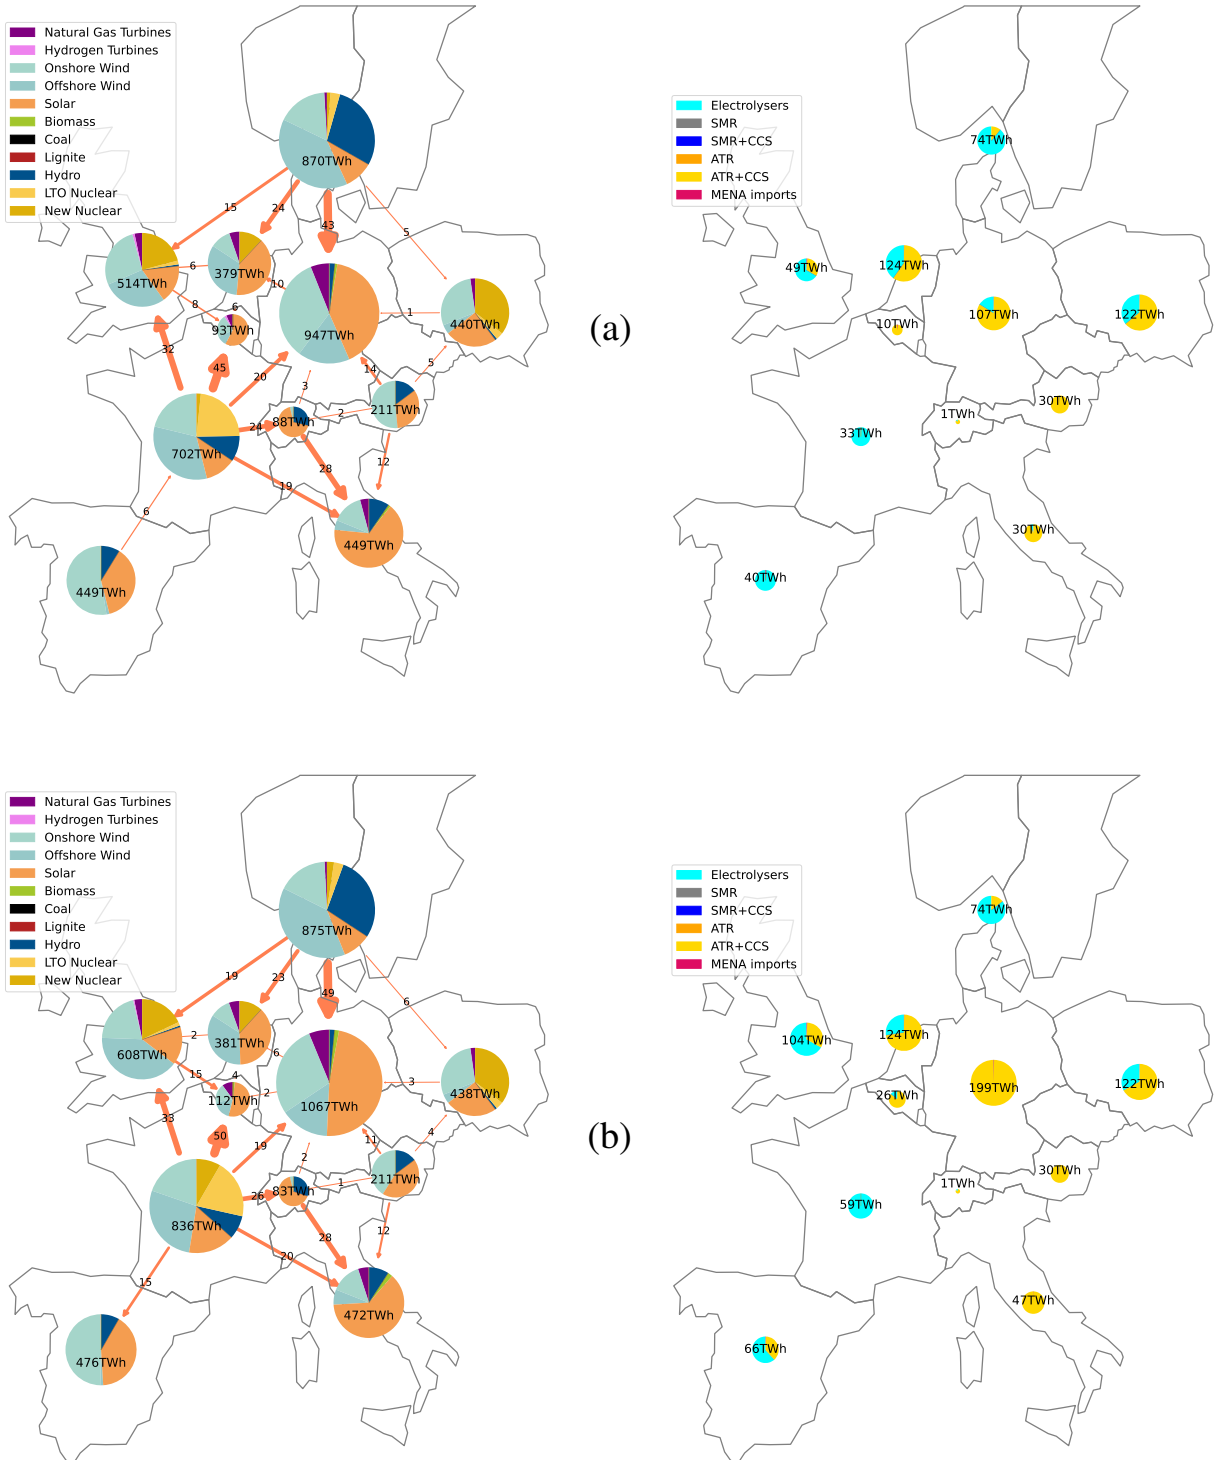 Natural Gas Turbines
Hydrogen Turbines
Onshore Wind
Offshore Wind
Solar
Biomass
Coal
Lignite
Hydro
LTO Nuclear
New Nuclear
870TWh
15
24
43
5
514TWh
6
379TWh
10
8
6
93TWh
947TWh
1
440TWh
32
45
20
3
14
5
24
88TWh
2
211TWh
702TWh
28
12
19
6
449TWh
449TWh
(a)
Electrolysers
SMR
SMR+CCS
ATR
ATR+CCS
MENA imports
74TWh
49TWh
124TWh
10TWh
107TWh
122TWh
33TWh
1TWh
30TWh
30TWh
40TWh
Natural Gas Turbines
Hydrogen Turbines
Onshore Wind
Offshore Wind
Solar
Biomass
Coal
Lignite
Hydro
LTO Nuclear
New Nuclear
875TWh
19
23
49
6
608TWh
2
381TWh
6
15
4
112TWh
2
1067TWh
3
438TWh
33
50
19
2
11
4
26
83TWh
1
211TWh
836TWh
28
12
20
15
472TWh
476TWh
(b)
Electrolysers
SMR
SMR+CCS
ATR
ATR+CCS
MENA imports
74TWh
104TWh
124TWh
26TWh
199TWh
122TWh
59TWh
1TWh
30TWh
47TWh
66TWh